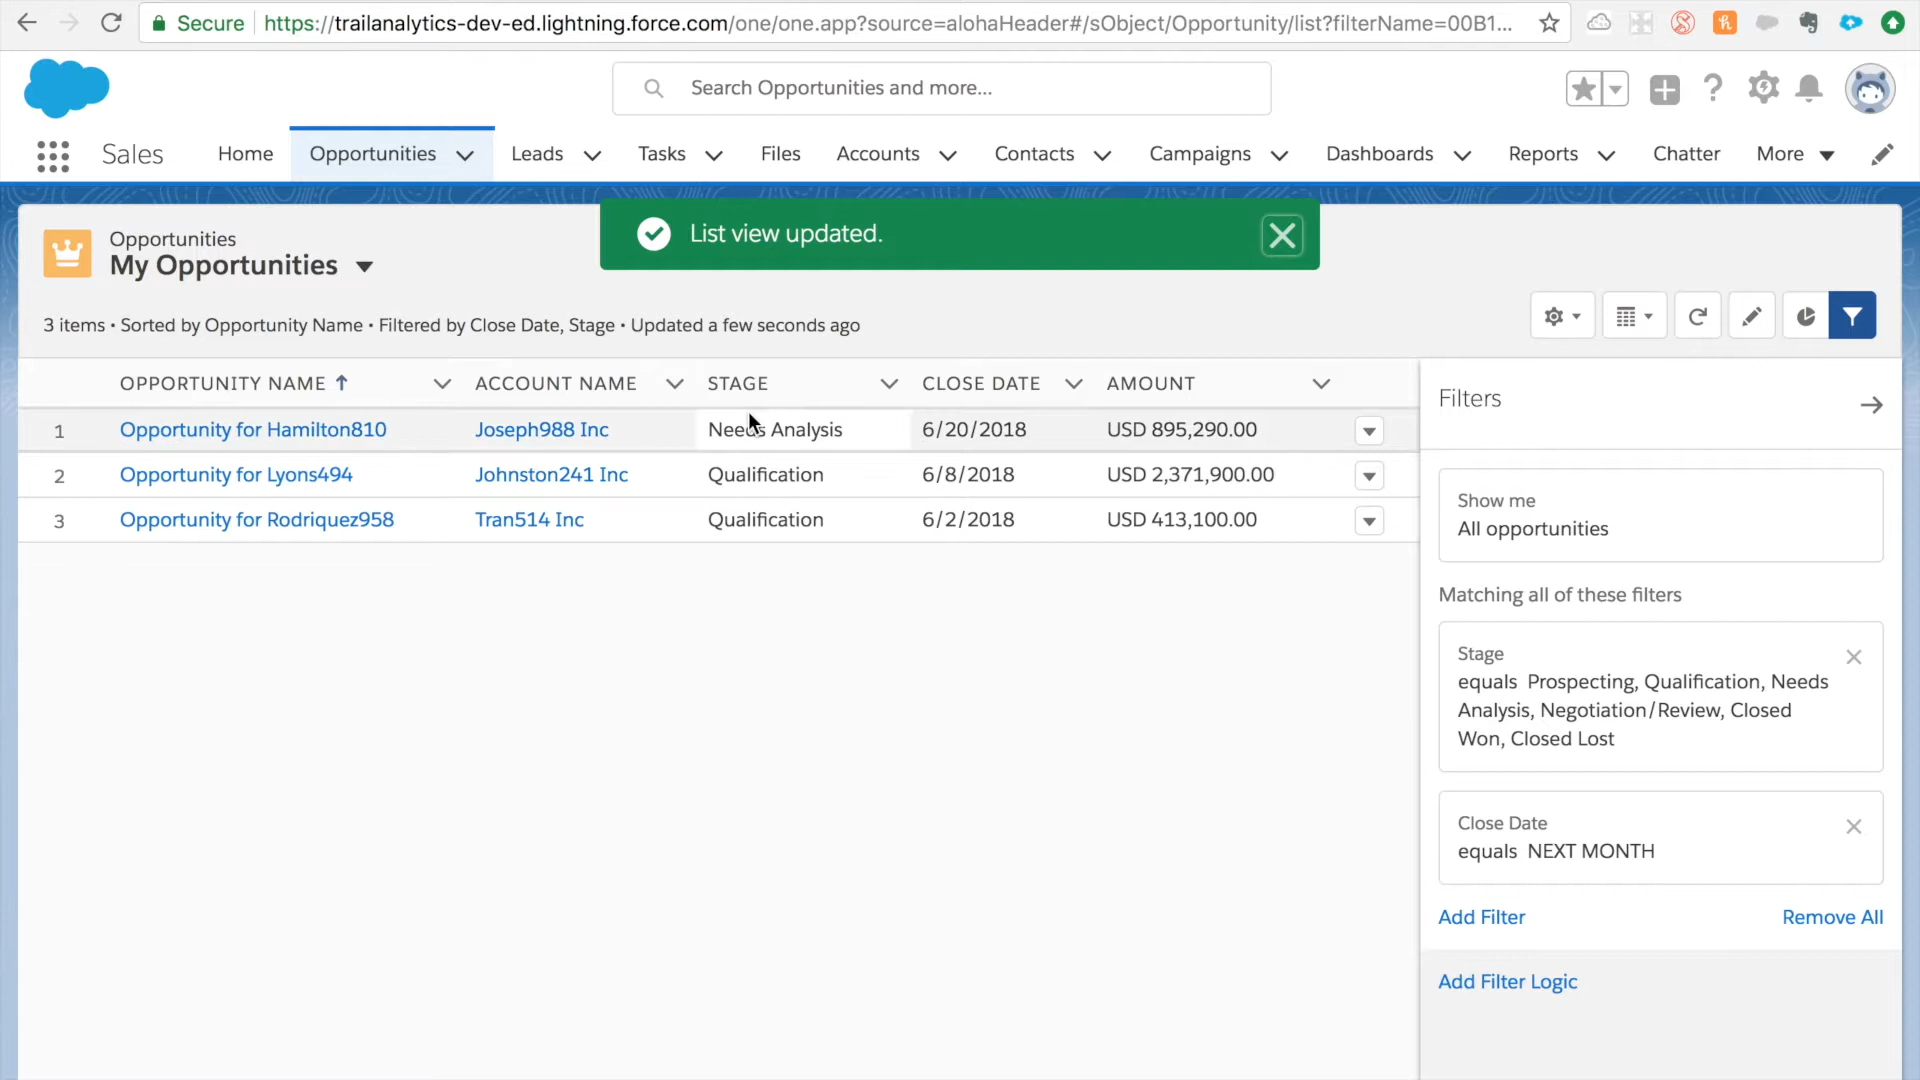 Secure https://trailanalytics-dev-ed.lightning.force.com/one/one.app?source=alohaHeader#/sObject/Opportunity/list?filterName=00B1...
Search Opportunities and more...
Sales Home Opportunities Leads Tasks Files Accounts Contacts Campaigns Dashboards Reports Chatter More
List view updated.
Opportunities
My Opportunities
3 items • Sorted by Opportunity Name • Filtered by Close Date, Stage • Updated a few seconds ago
OPPORTUNITY NAME ACCOUNT NAME STAGE CLOSE DATE AMOUNT
1 Opportunity for Hamilton810 Joseph988 Inc Needs Analysis 6/20/2018 USD 895,290.00
2 Opportunity for Lyons494 Johnston241 Inc Qualification 6/8/2018 USD 2,371,900.00
3 Opportunity for Rodriquez958 Tran514 Inc Qualification 6/2/2018 USD 413,100.00
Filters
Show me
All opportunities
Matching all of these filters
Stage
equals Prospecting, Qualification, Needs
Analysis, Negotiation/Review, Closed
Won, Closed Lost
Close Date
equals NEXT MONTH
Add Filter Remove All
Add Filter Logic